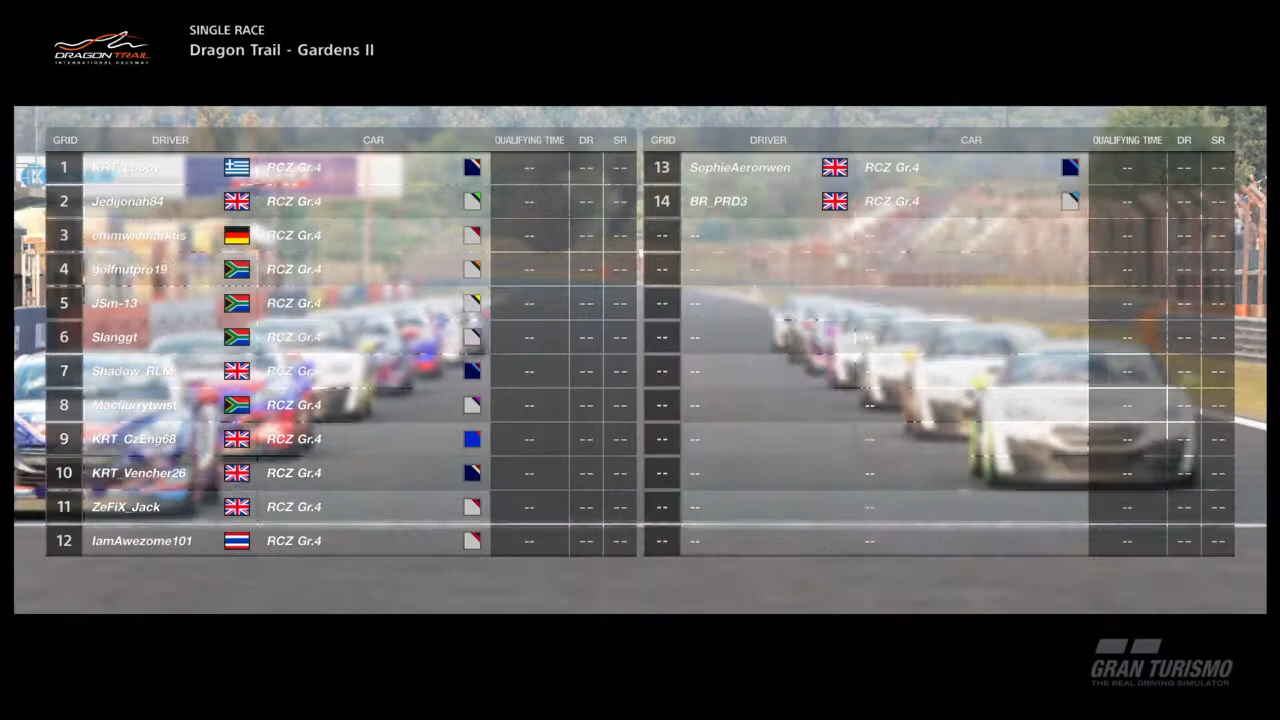 SINGLE RACE
Dragon Trail - Gardens II
DRAGON TRAIL
INTERNATIONAL RACEWAY
GRID DRIVER CAR QUALIFYING TIME DR SR
1 KRT_Loopy RCZ Gr.4 -- -- --
2 Jedijonah84 RCZ Gr.4 -- -- --
3 emmwiemarkus RCZ Gr.4 -- -- --
4 golfnutpro19 RCZ Gr.4 -- -- --
5 JSm-13 RCZ Gr.4 -- -- --
6 Slanggt RCZ Gr.4 -- -- --
7 Shadow_RLM RCZ Gr. -- -- --
8 Macflurrytwist RCZ Gr.4 -- -- --
9 KRT_CzEng68 RCZ Gr.4 -- -- --
10 KRT_Vencher26 RCZ Gr.4 -- -- --
11 ZeFiX_Jack RCZ Gr.4 -- -- --
12 IamAwezome101 RCZ Gr.4 -- -- --
GRID DRIVER CAR QUALIFYING TIME DR SR
13 SophieAeronwen RCZ Gr.4 -- -- --
14 BR_PRD3 RCZ Gr.4 -- -- --
-- -- -- -- -- --
-- -- -- -- -- --
-- -- -- -- -- --
-- -- -- -- -- --
-- -- -- -- -- --
-- -- -- -- -- --
-- -- -- -- -- --
-- -- -- -- -- --
-- -- -- -- -- --
-- -- -- -- -- --
GRAN TURISMO
THE REAL DRIVING SIMULATOR